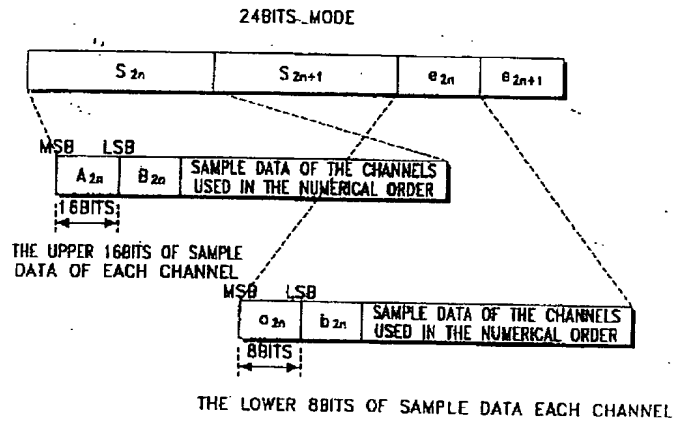 24BITS_MODE
S2n S2n+1 e2n e2n+1
MSB LSB
A2n B2n SAMPLE DATA OF THE CHANNELS
USED IN THE NUMERICAL ORDER
16BITS
THE UPPER 16BITS OF SAMPLE
DATA OF EACH CHANNEL
MSB LSB
a2n b2n SAMPLE DATA OF THE CHANNELS
USED IN THE NUMERICAL ORDER
8BITS
THE LOWER 8BITS OF SAMPLE DATA EACH CHANNEL